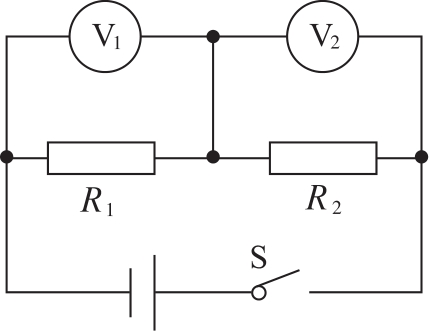 V₁ V₂
R₁ R₂
S